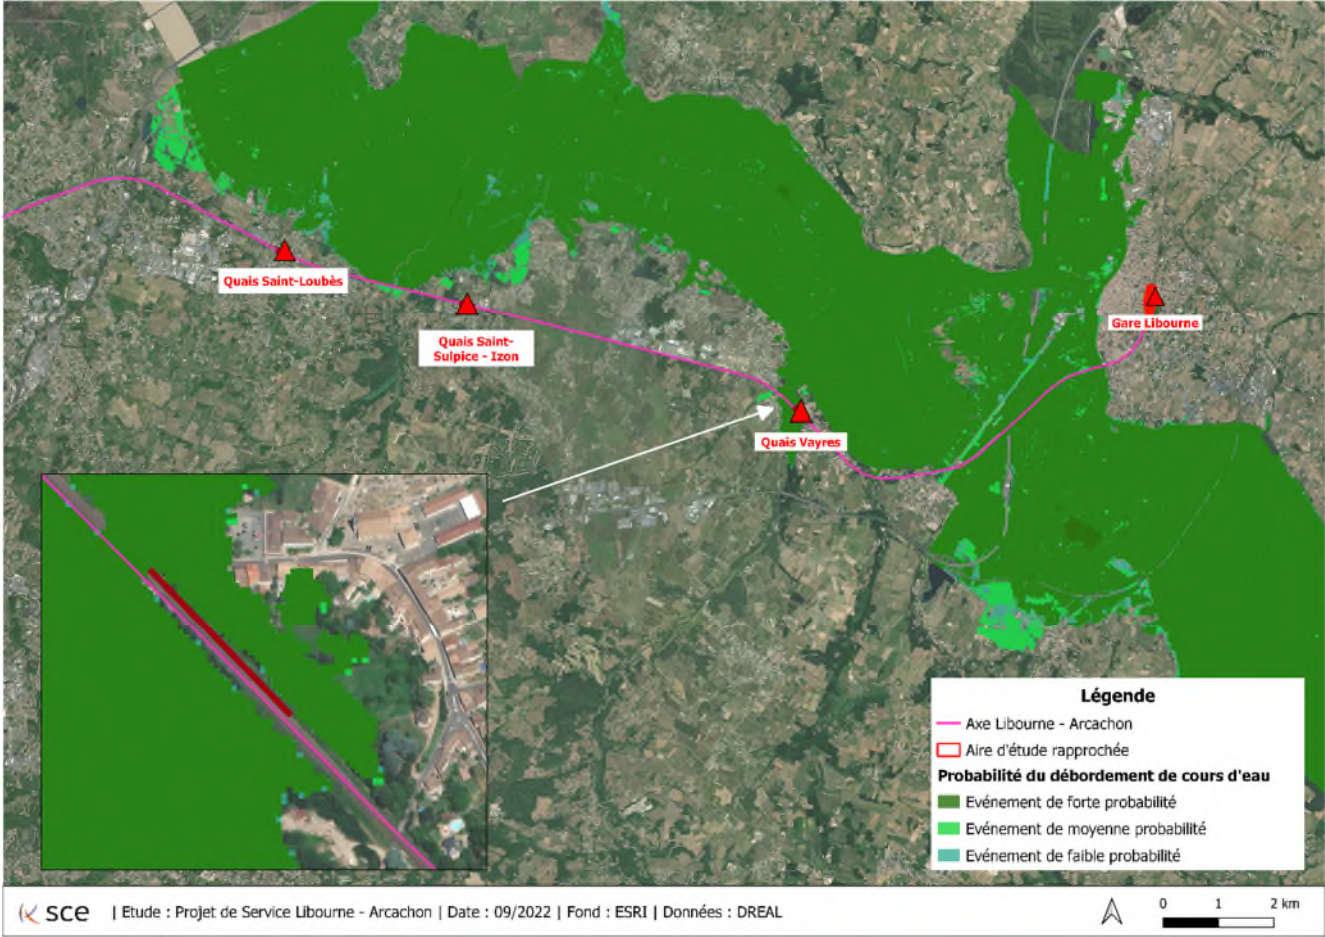 Quais Saint-Loubès
Quais Saint-
Sulpice - Izon
Gare Libourne
Quais Vayres
Légende
Axe Libourne - Arcachon
Aire d'étude rapprochée
Probabilité du débordement de cours d'eau
Evénement de forte probabilité
Evénement de moyenne probabilité
Evénement de faible probabilité
sce | Etude : Projet de Service Libourne - Arcachon | Date : 09/2022 | Fond : ESRI | Données : DREAL
0 1 2 km